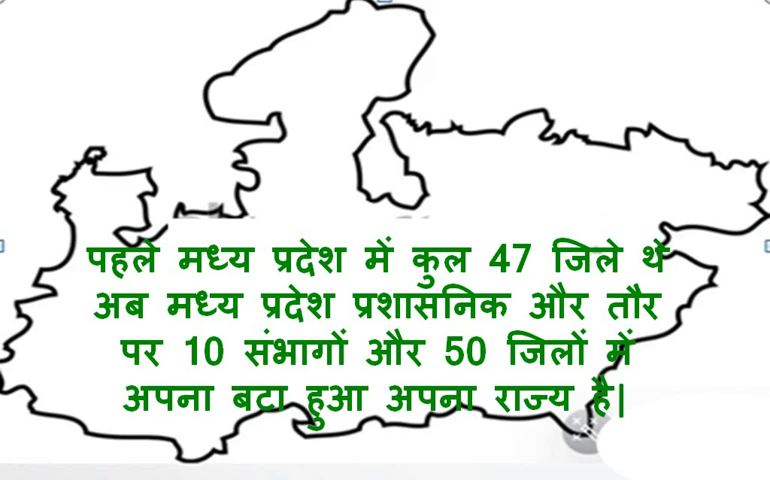 पहले मध्य प्रदेश में कुल 47 जिले थे
अब मध्य प्रदेश प्रशासनिक और तौर
पर 10 संभागों और 50 जिलों में
अपना बटा हुआ अपना राज्य है|